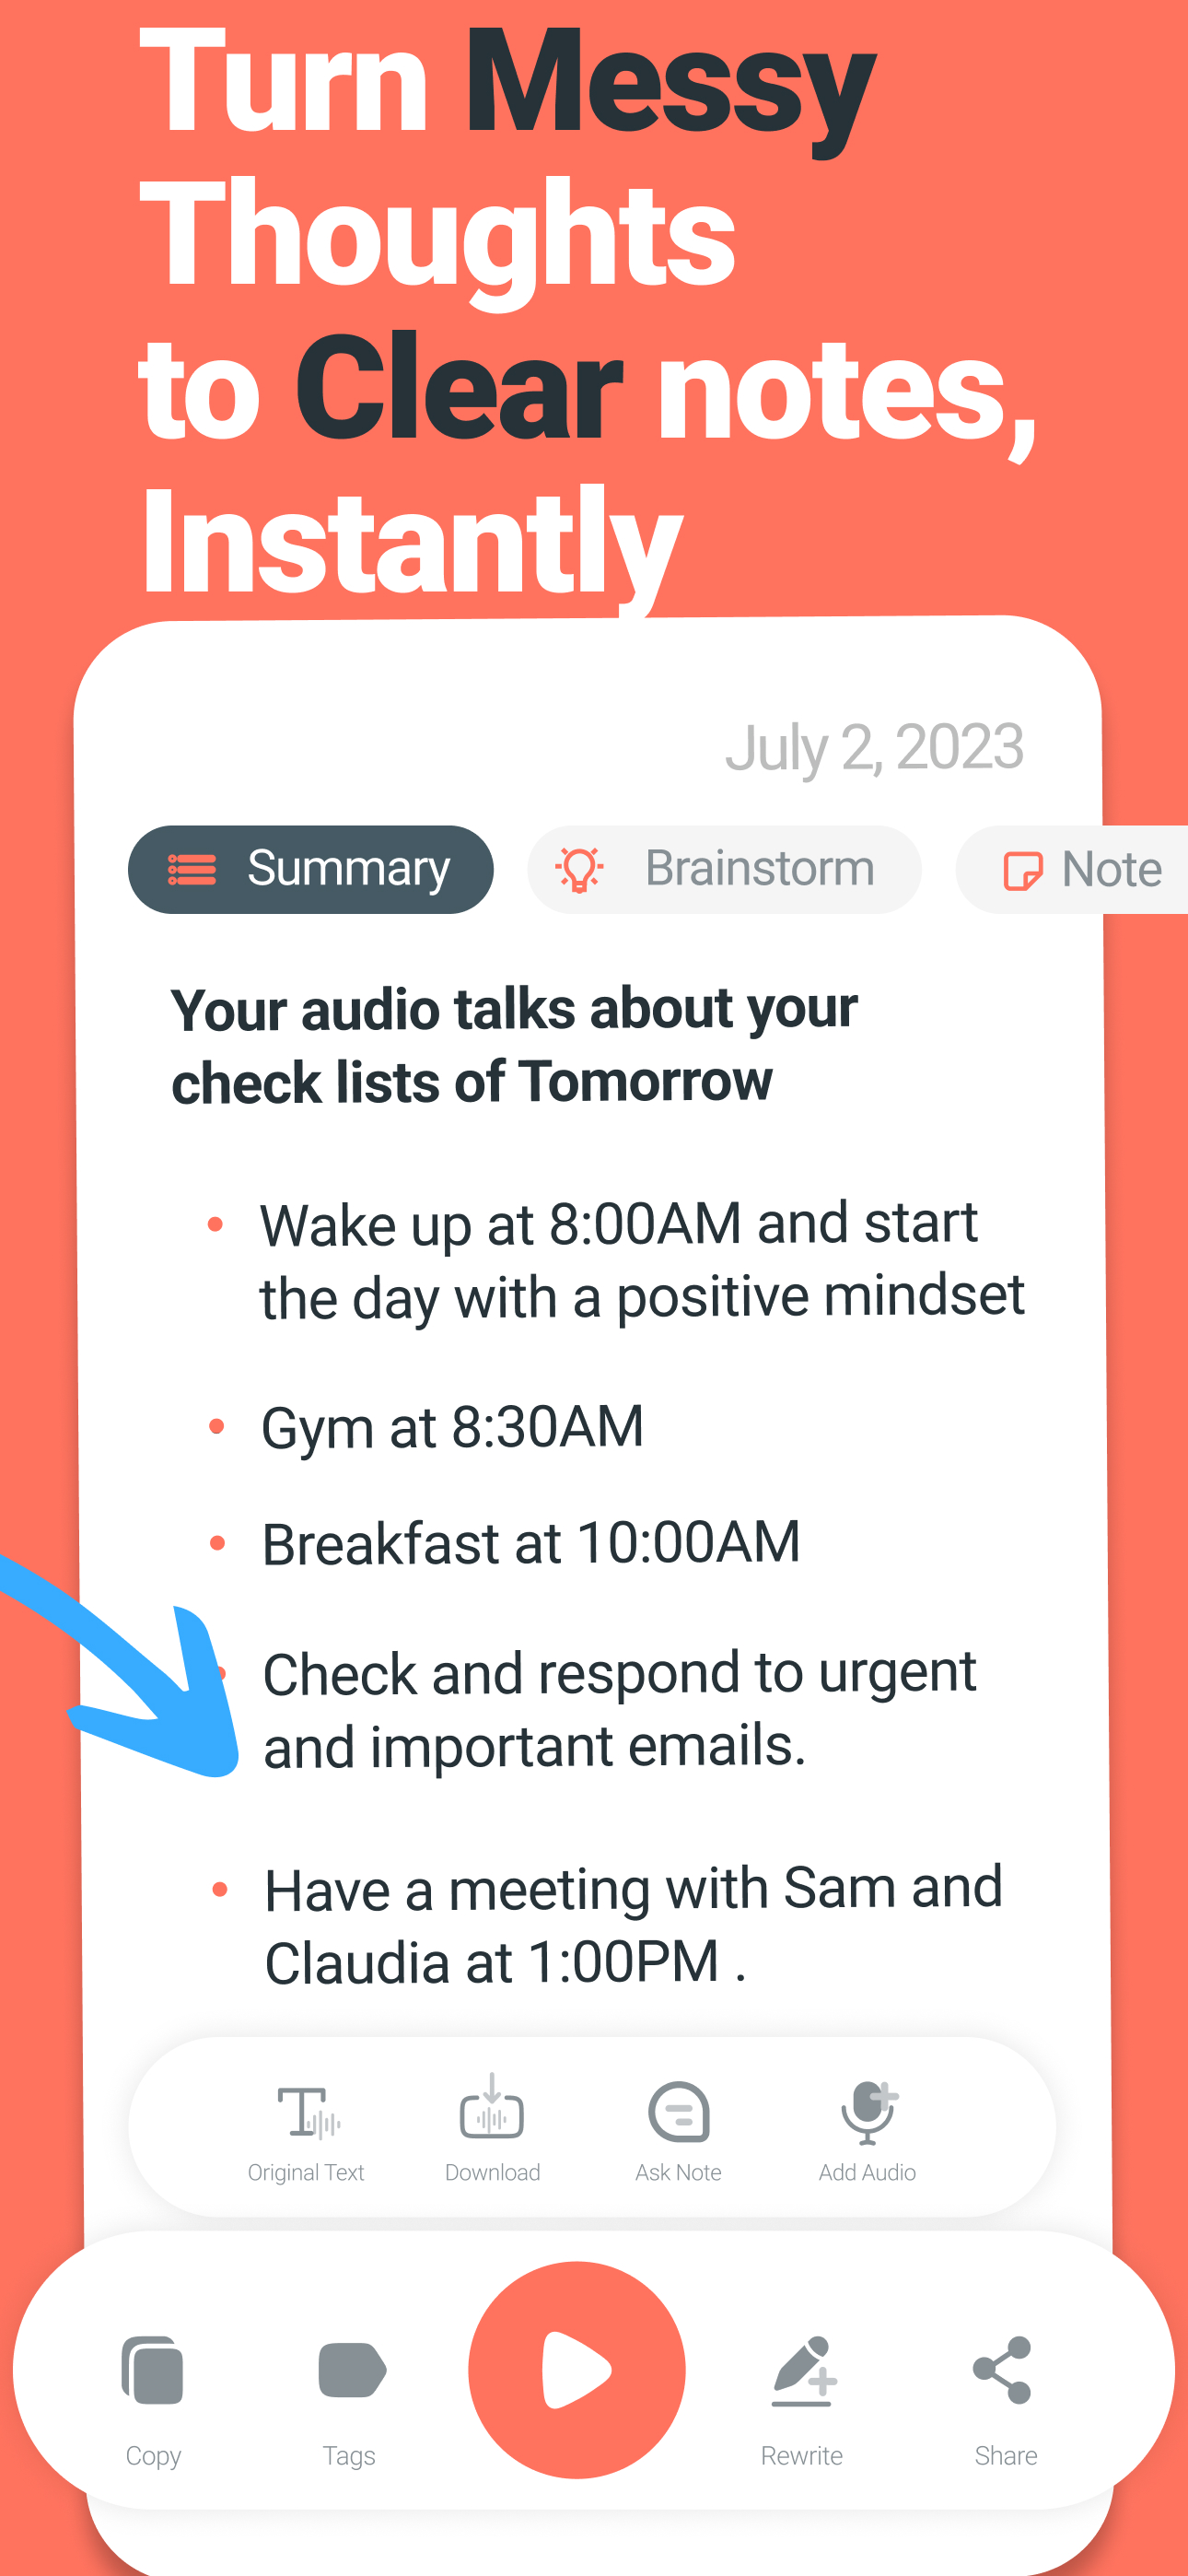 Turn Messy
Thoughts
to Clear notes,
Instantly
July 2, 2023
Summary
Brainstorm
Note
Your audio talks about your
check lists of Tomorrow
Wake up at 8:00AM and start
the day with a positive mindset
Gym at 8:30AM
Breakfast at 10:00AM
Check and respond to urgent
and important emails.
Have a meeting with Sam and
Claudia at 1:00PM .
Original Text
Download
Ask Note
Add Audio
Copy
Tags
Rewrite
Share